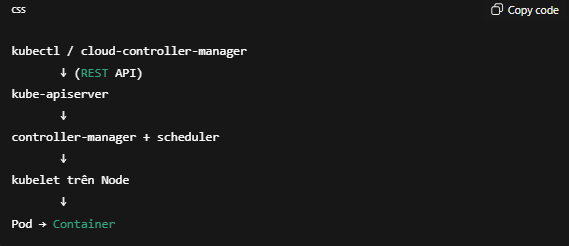 css Copy code
kubectl / cloud-controller-manager
↓ (REST API)
kube-apiserver
↓
controller-manager + scheduler
↓
kubelet trên Node
↓
Pod → Container